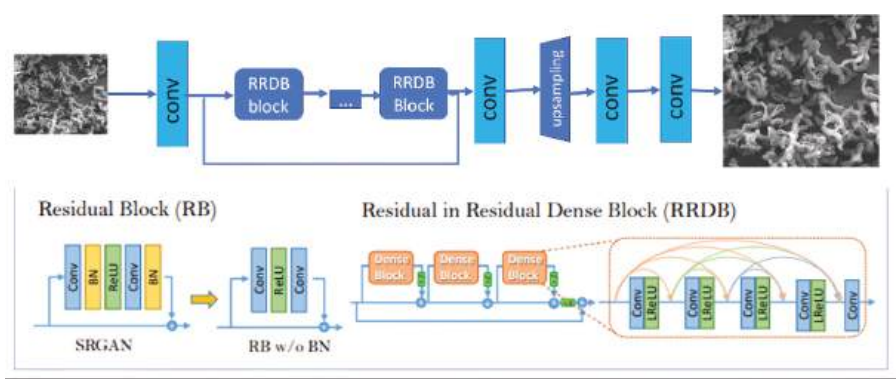 conv
RRDB
block
...
RRDB
Block
conv
upsampling
conv
conv
Residual Block (RB)
Residual in Residual Dense Block (RRDB)
Conv
BN
ReLU
Conv
BN
SRGAN
Conv
ReLU
Conv
RB w/o BN
Dense
Block
Dense
Block
Dense
Block
Conv
LReLU
Conv
LReLU
Conv
LReLU
Conv
LReLU
Conv